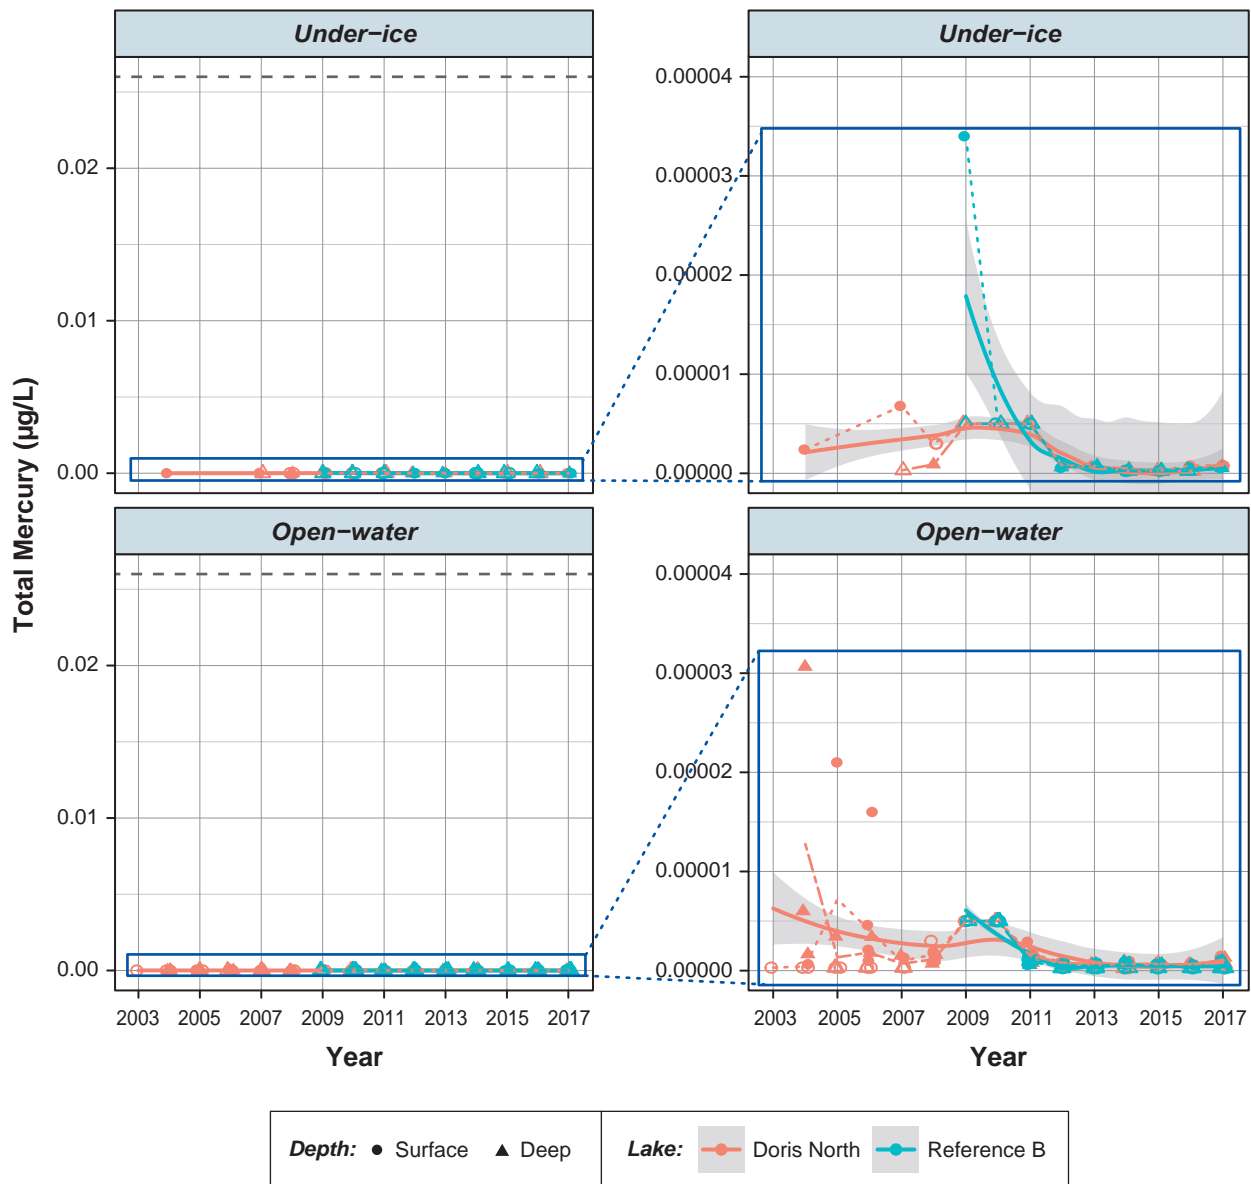 Under−ice
Under−ice
0.02
0.01
0.00
0.00004
0.00003
0.00002
0.00001
0.00000
Total Mercury (µg/L)
Open−water
Open−water
0.02
0.01
0.00
0.00004
0.00003
0.00002
0.00001
0.00000
2003 2005 2007 2009 2011 2013 2015 2017
2003 2005 2007 2009 2011 2013 2015 2017
Year
Year
Depth: Surface Deep
Lake: Doris North Reference B